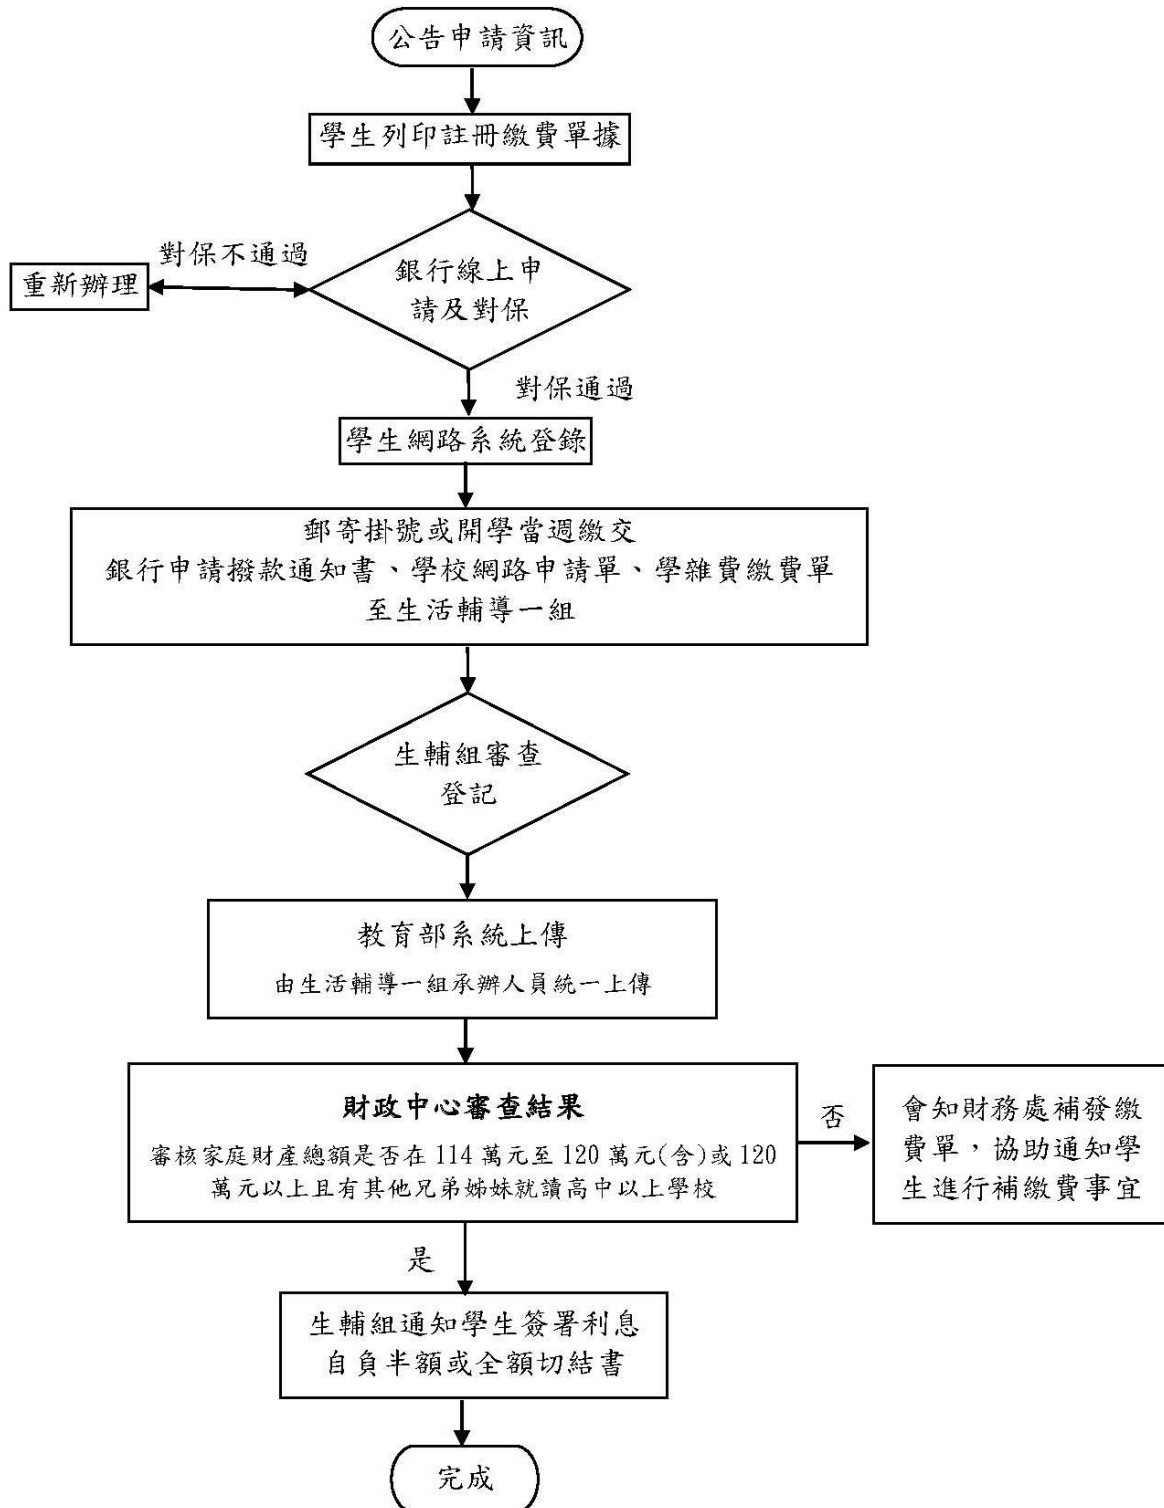 公告申請資訊
學生列印註冊繳費單據
對保不通過
重新辦理
銀行線上申
請及對保
對保通過
學生網路系統登錄
郵寄掛號或開學當週繳交
銀行申請撥款通知書、學校網路申請單、學雜費繳費單
至生活輔導一組
生輔組審查
登記
教育部系統上傳
由生活輔導一組承辦人員統一上傳
財政中心審查結果
審核家庭財產總額是否在 114 萬元至 120 萬元(含)或 120
萬元以上且有其他兄弟姊妹就讀高中以上學校
否
會知財務處補發繳
費單，協助通知學
生進行補繳費事宜
是
生輔組通知學生簽署利息
自負半額或全額切結書
完成